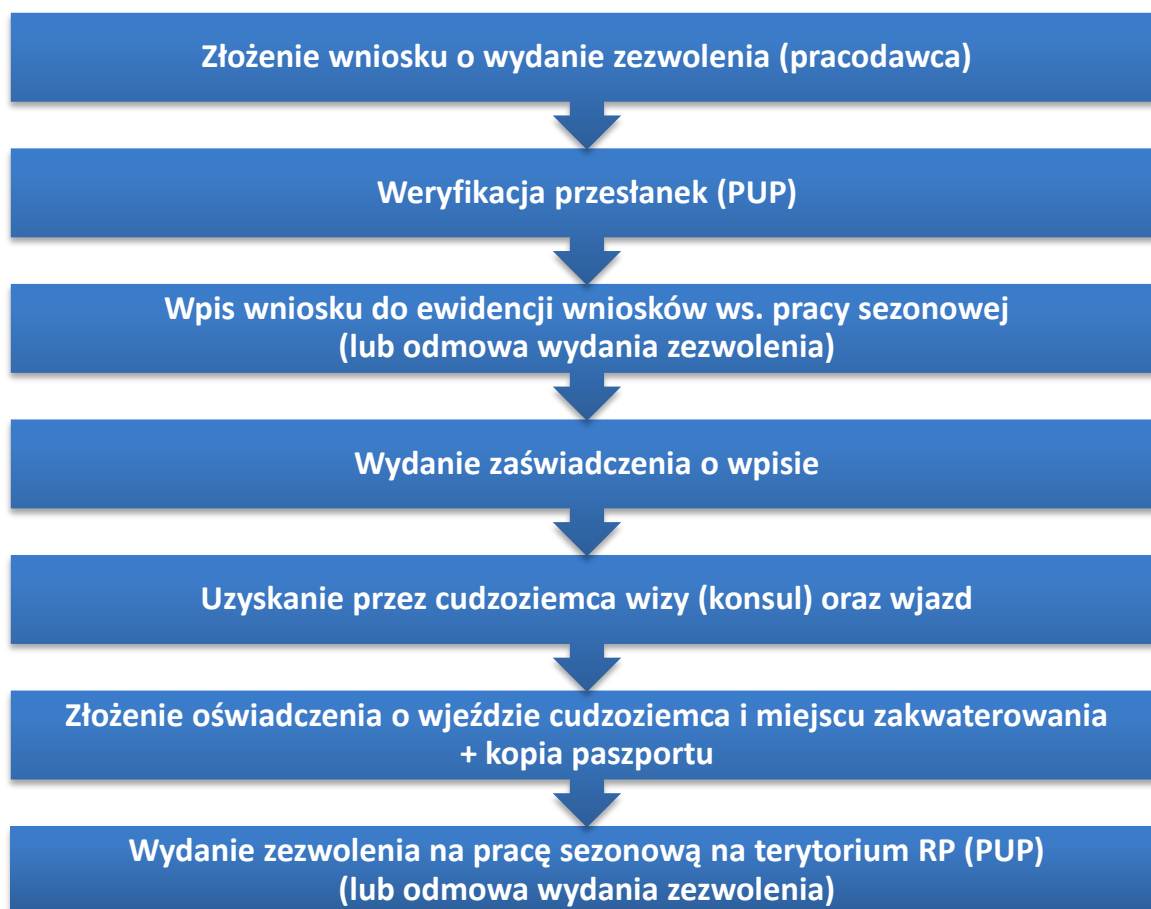 Złożenie wniosku o wydanie zezwolenia (pracodawca)
Weryfikacja przesłanek (PUP)
Wpis wniosku do ewidencji wniosków ws. pracy sezonowej
(lub odmowa wydania zezwolenia)
Wydanie zaświadczenia o wpisie
Uzyskanie przez cudzoziemca wizy (konsul) oraz wjazd
Złożenie oświadczenia o wjeździe cudzoziemca i miejscu zakwaterowania
+ kopia paszportu
Wydanie zezwolenia na pracę sezonową na terytorium RP (PUP)
(lub odmowa wydania zezwolenia)